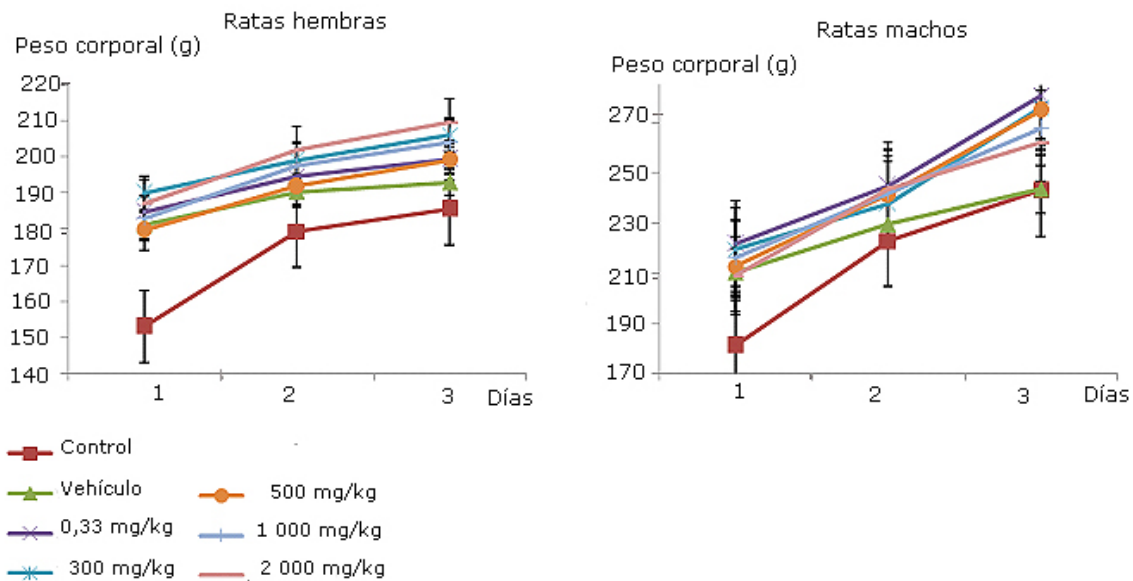 Ratas hembras
Peso corporal (g)
220
210
200
190
180
170
160
150
140
1 2 3 Días
Ratas machos
Peso corporal (g)
270
250
230
210
190
170
1 2 3 Días
Control
Vehículo
0,33 mg/kg
300 mg/kg
500 mg/kg
1 000 mg/kg
2 000 mg/kg